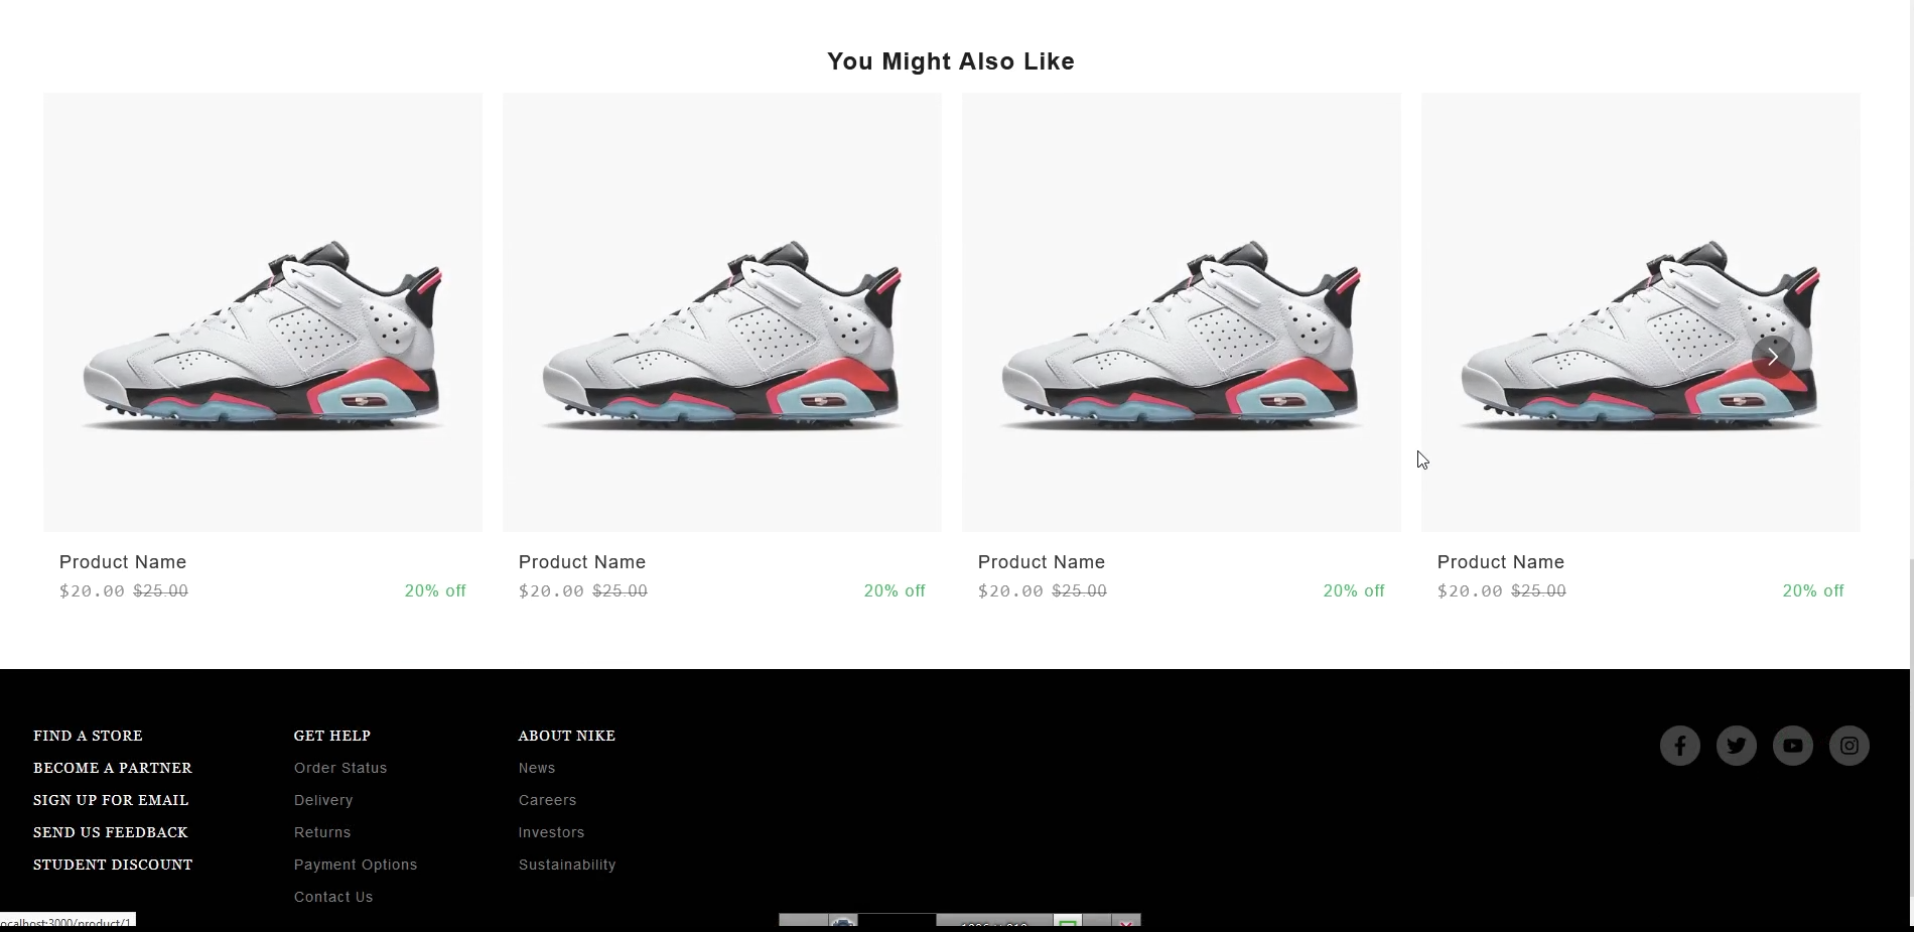 You Might Also Like
Product Name
$20.00 $25.00 20% off
Product Name
$20.00 $25.00 20% off
Product Name
$20.00 $25.00 20% off
Product Name
$20.00 $25.00 20% off
FIND A STORE
BECOME A PARTNER
SIGN UP FOR EMAIL
SEND US FEEDBACK
STUDENT DISCOUNT
GET HELP
Order Status
Delivery
Returns
Payment Options
Contact Us
ABOUT NIKE
News
Careers
Investors
Sustainability
ocalhost:3000/product/1